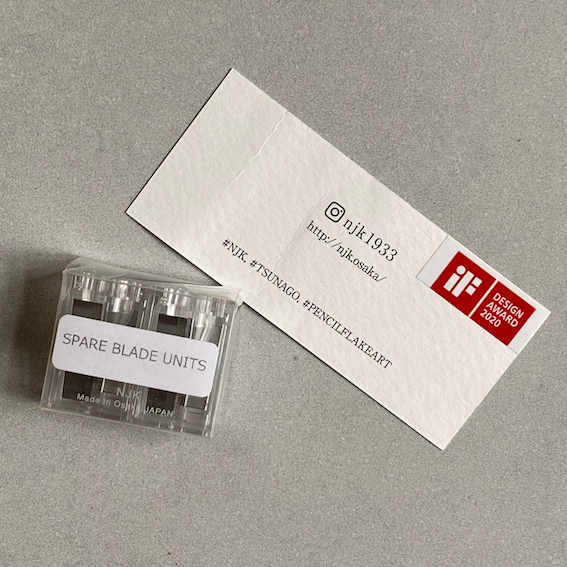 njk1933
http://njk.osaka/
#NJK, #TSUNAGO, #PENCILFLAKEART
iF
DESIGN
AWARD
2020
SPARE BLADE UNITS
NJK
Made in Osaka, JAPAN